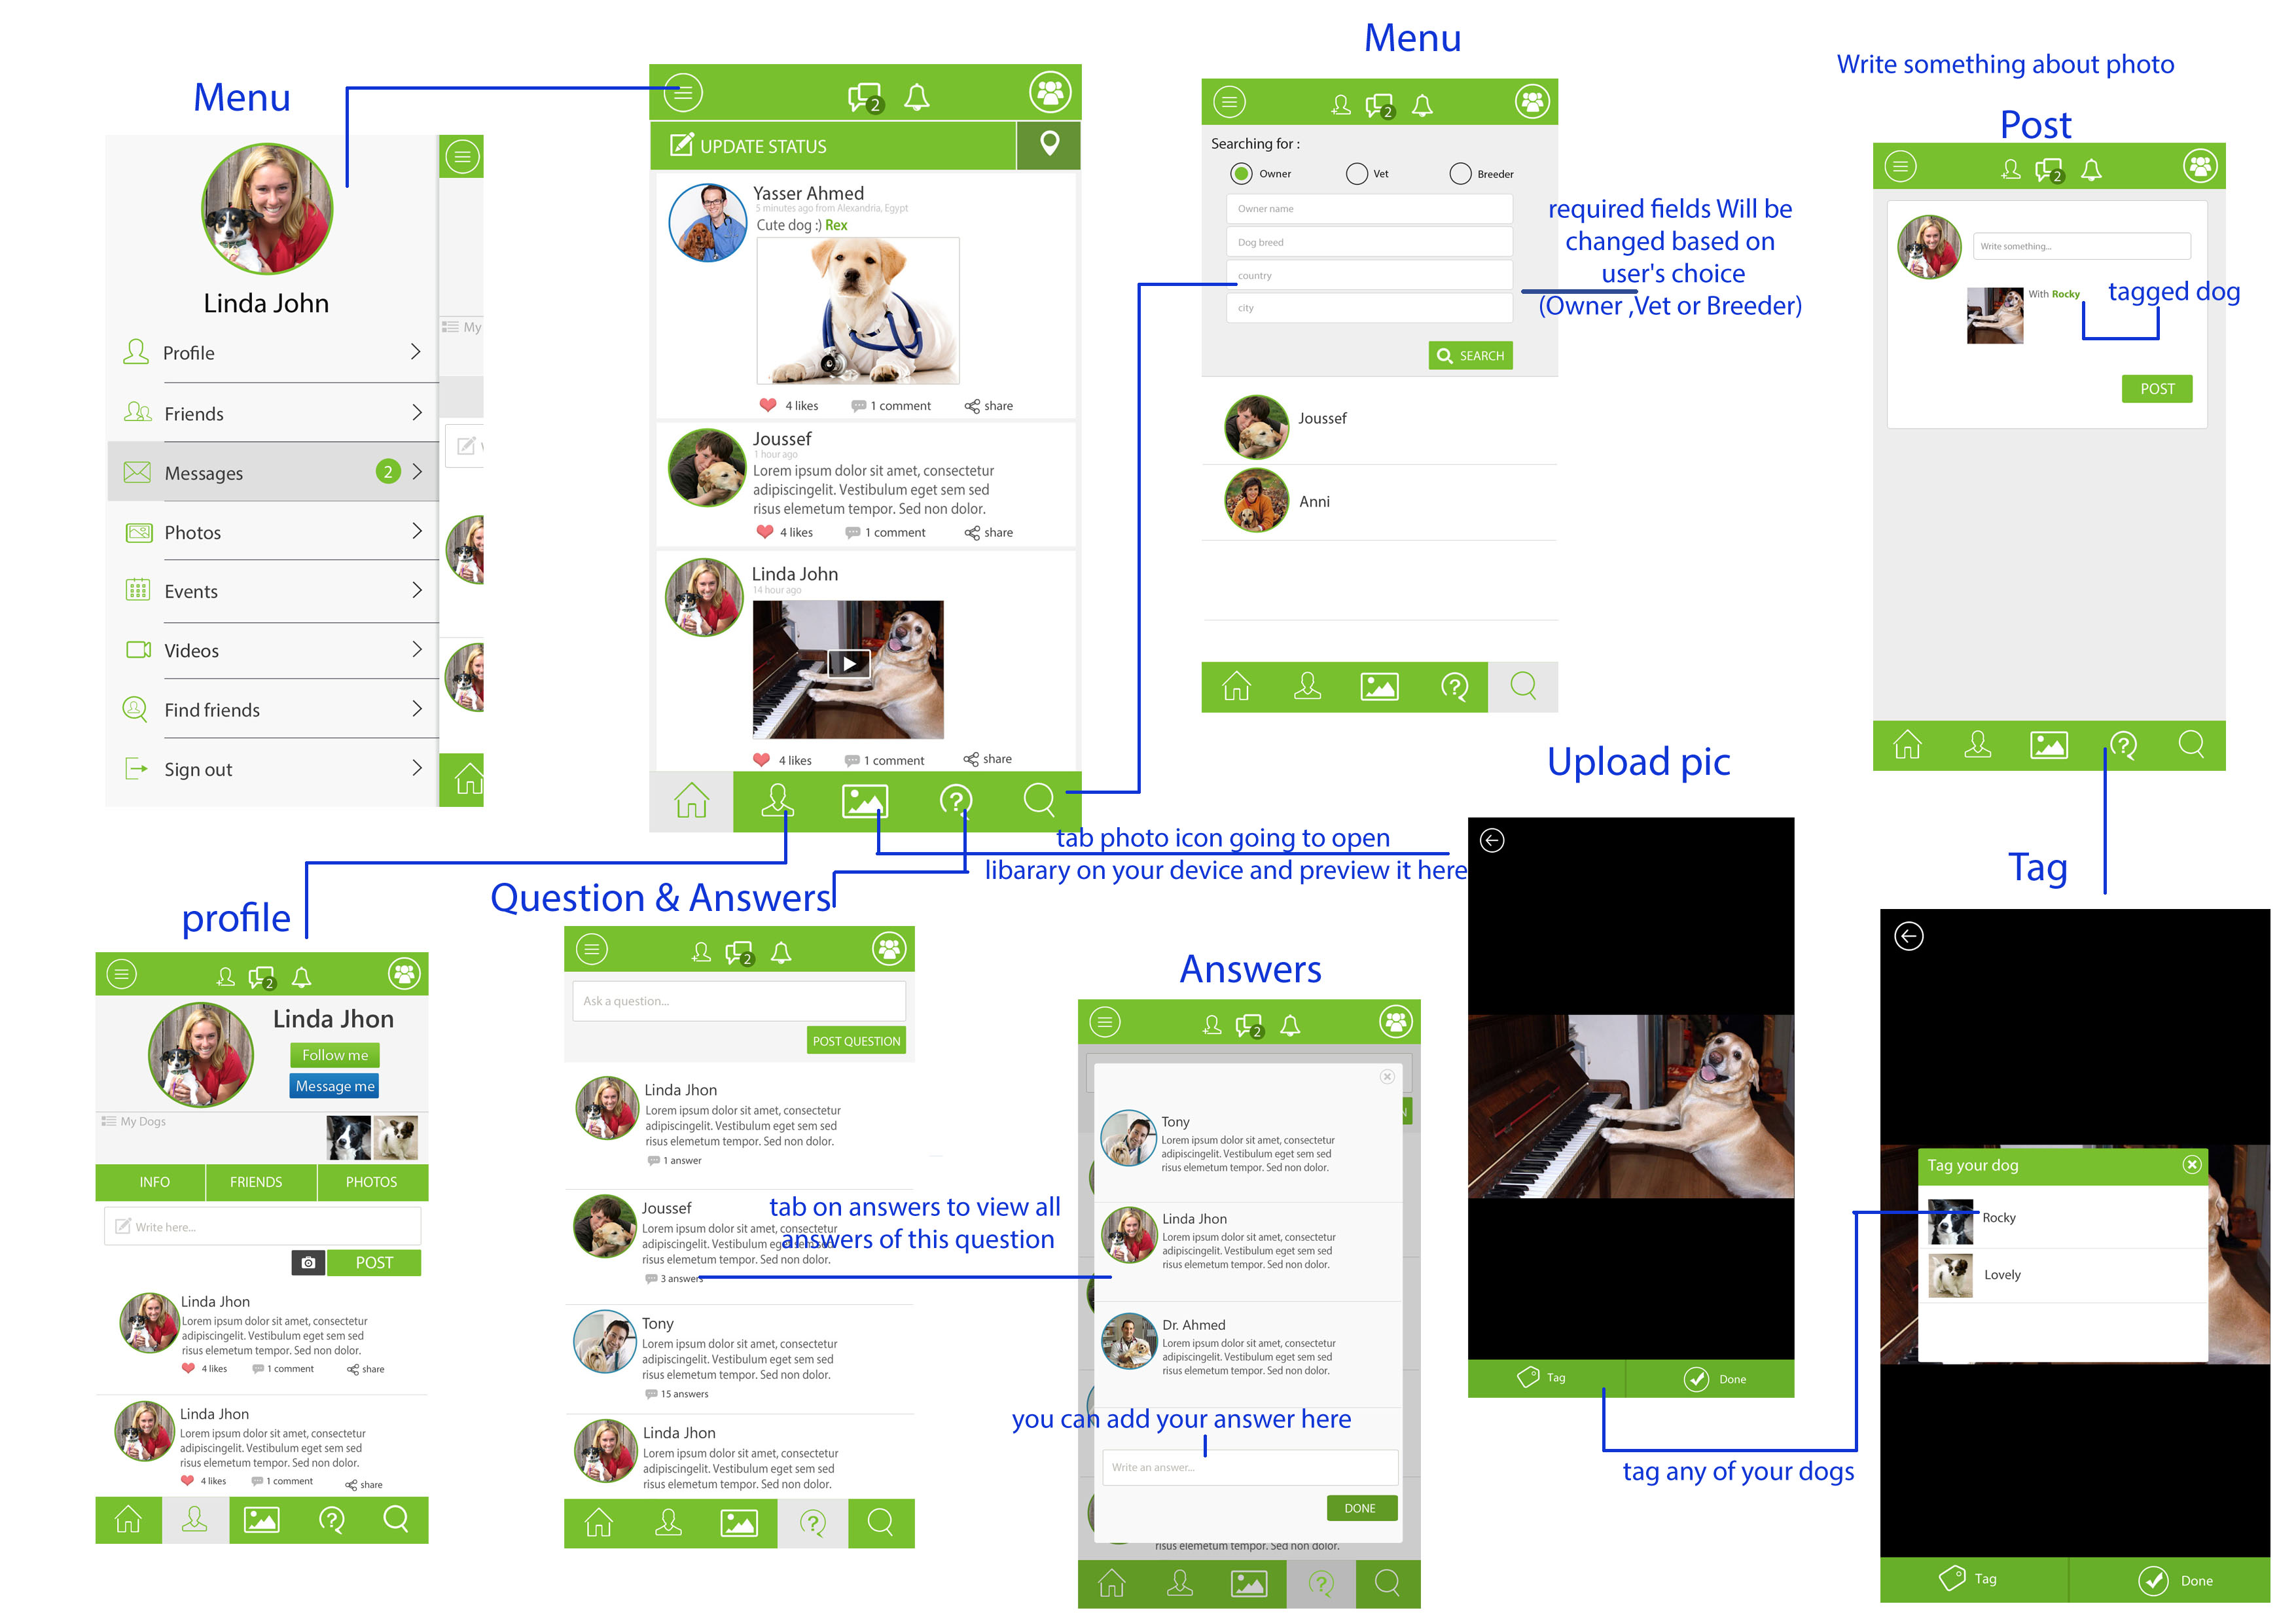 Menu
Linda John
Profile
Friends
Messages
2
Photos
Events
Videos
Find friends
Sign out
My
2
UPDATE STATUS
Yasser Ahmed
5 minutes ago from Alexandria, Egypt
Cute dog :) Rex
4 likes
1 comment
share
Joussef
1 hour ago
Lorem ipsum dolor sit amet, consectetur
adipiscingelit. Vestibulum eget sem sed
risus elemetum tempor. Sed non dolor.
4 likes
1 comment
share
Linda John
14 hour ago
4 likes
1 comment
share
Menu
2
Searching for :
Owner
Vet
Breeder
Owner name
Dog breed
country
city
SEARCH
Joussef
Anni
required fields Will be
changed based on
user's choice
(Owner ,Vet or Breeder)
Write something about photo
Post
2
Write something...
With Rocky
tagged dog
POST
tab photo icon going to open
libarary on your device and preview it here
profile
2
Linda Jhon
Follow me
Message me
My Dogs
INFO
FRIENDS
PHOTOS
Write here...
POST
Linda Jhon
Lorem ipsum dolor sit amet, consectetur
adipiscingelit. Vestibulum eget sem sed
risus elemetum tempor. Sed non dolor.
4 likes
1 comment
share
Linda Jhon
Lorem ipsum dolor sit amet, consectetur
adipiscingelit. Vestibulum eget sem sed
risus elemetum tempor. Sed non dolor.
4 likes
1 comment
share
Question & Answers
2
Ask a question...
POST QUESTION
Linda Jhon
Lorem ipsum dolor sit amet, consectetur
adipiscingelit. Vestibulum eget sem sed
risus elemetum tempor. Sed non dolor.
1 answer
Joussef
Lorem ipsum dolor sit amet, consectetur
adipiscingelit. Vestibulum eget sem sed
risus elemetum tempor. Sed non dolor.
3 answers
tab on answers to view all
answers of this question
Tony
Lorem ipsum dolor sit amet, consectetur
adipiscingelit. Vestibulum eget sem sed
risus elemetum tempor. Sed non dolor.
15 answers
Linda Jhon
Lorem ipsum dolor sit amet, consectetur
adipiscingelit. Vestibulum eget sem sed
risus elemetum tempor. Sed non dolor.
Answers
2
N
Tony
Lorem ipsum dolor sit amet, consectetur
adipiscingelit. Vestibulum eget sem sed
risus elemetum tempor. Sed non dolor.
Linda Jhon
Lorem ipsum dolor sit amet, consectetur
adipiscingelit. Vestibulum eget sem sed
risus elemetum tempor. Sed non dolor.
Dr. Ahmed
Lorem ipsum dolor sit amet, consectetur
adipiscingelit. Vestibulum eget sem sed
risus elemetum tempor. Sed non dolor.
you can add your answer here
Write an answer...
DONE
risus elemetum tempor. Sed non dolor.
Upload pic
Tag
Done
tag any of your dogs
Tag
Tag your dog
Rocky
Lovely
Tag
Done